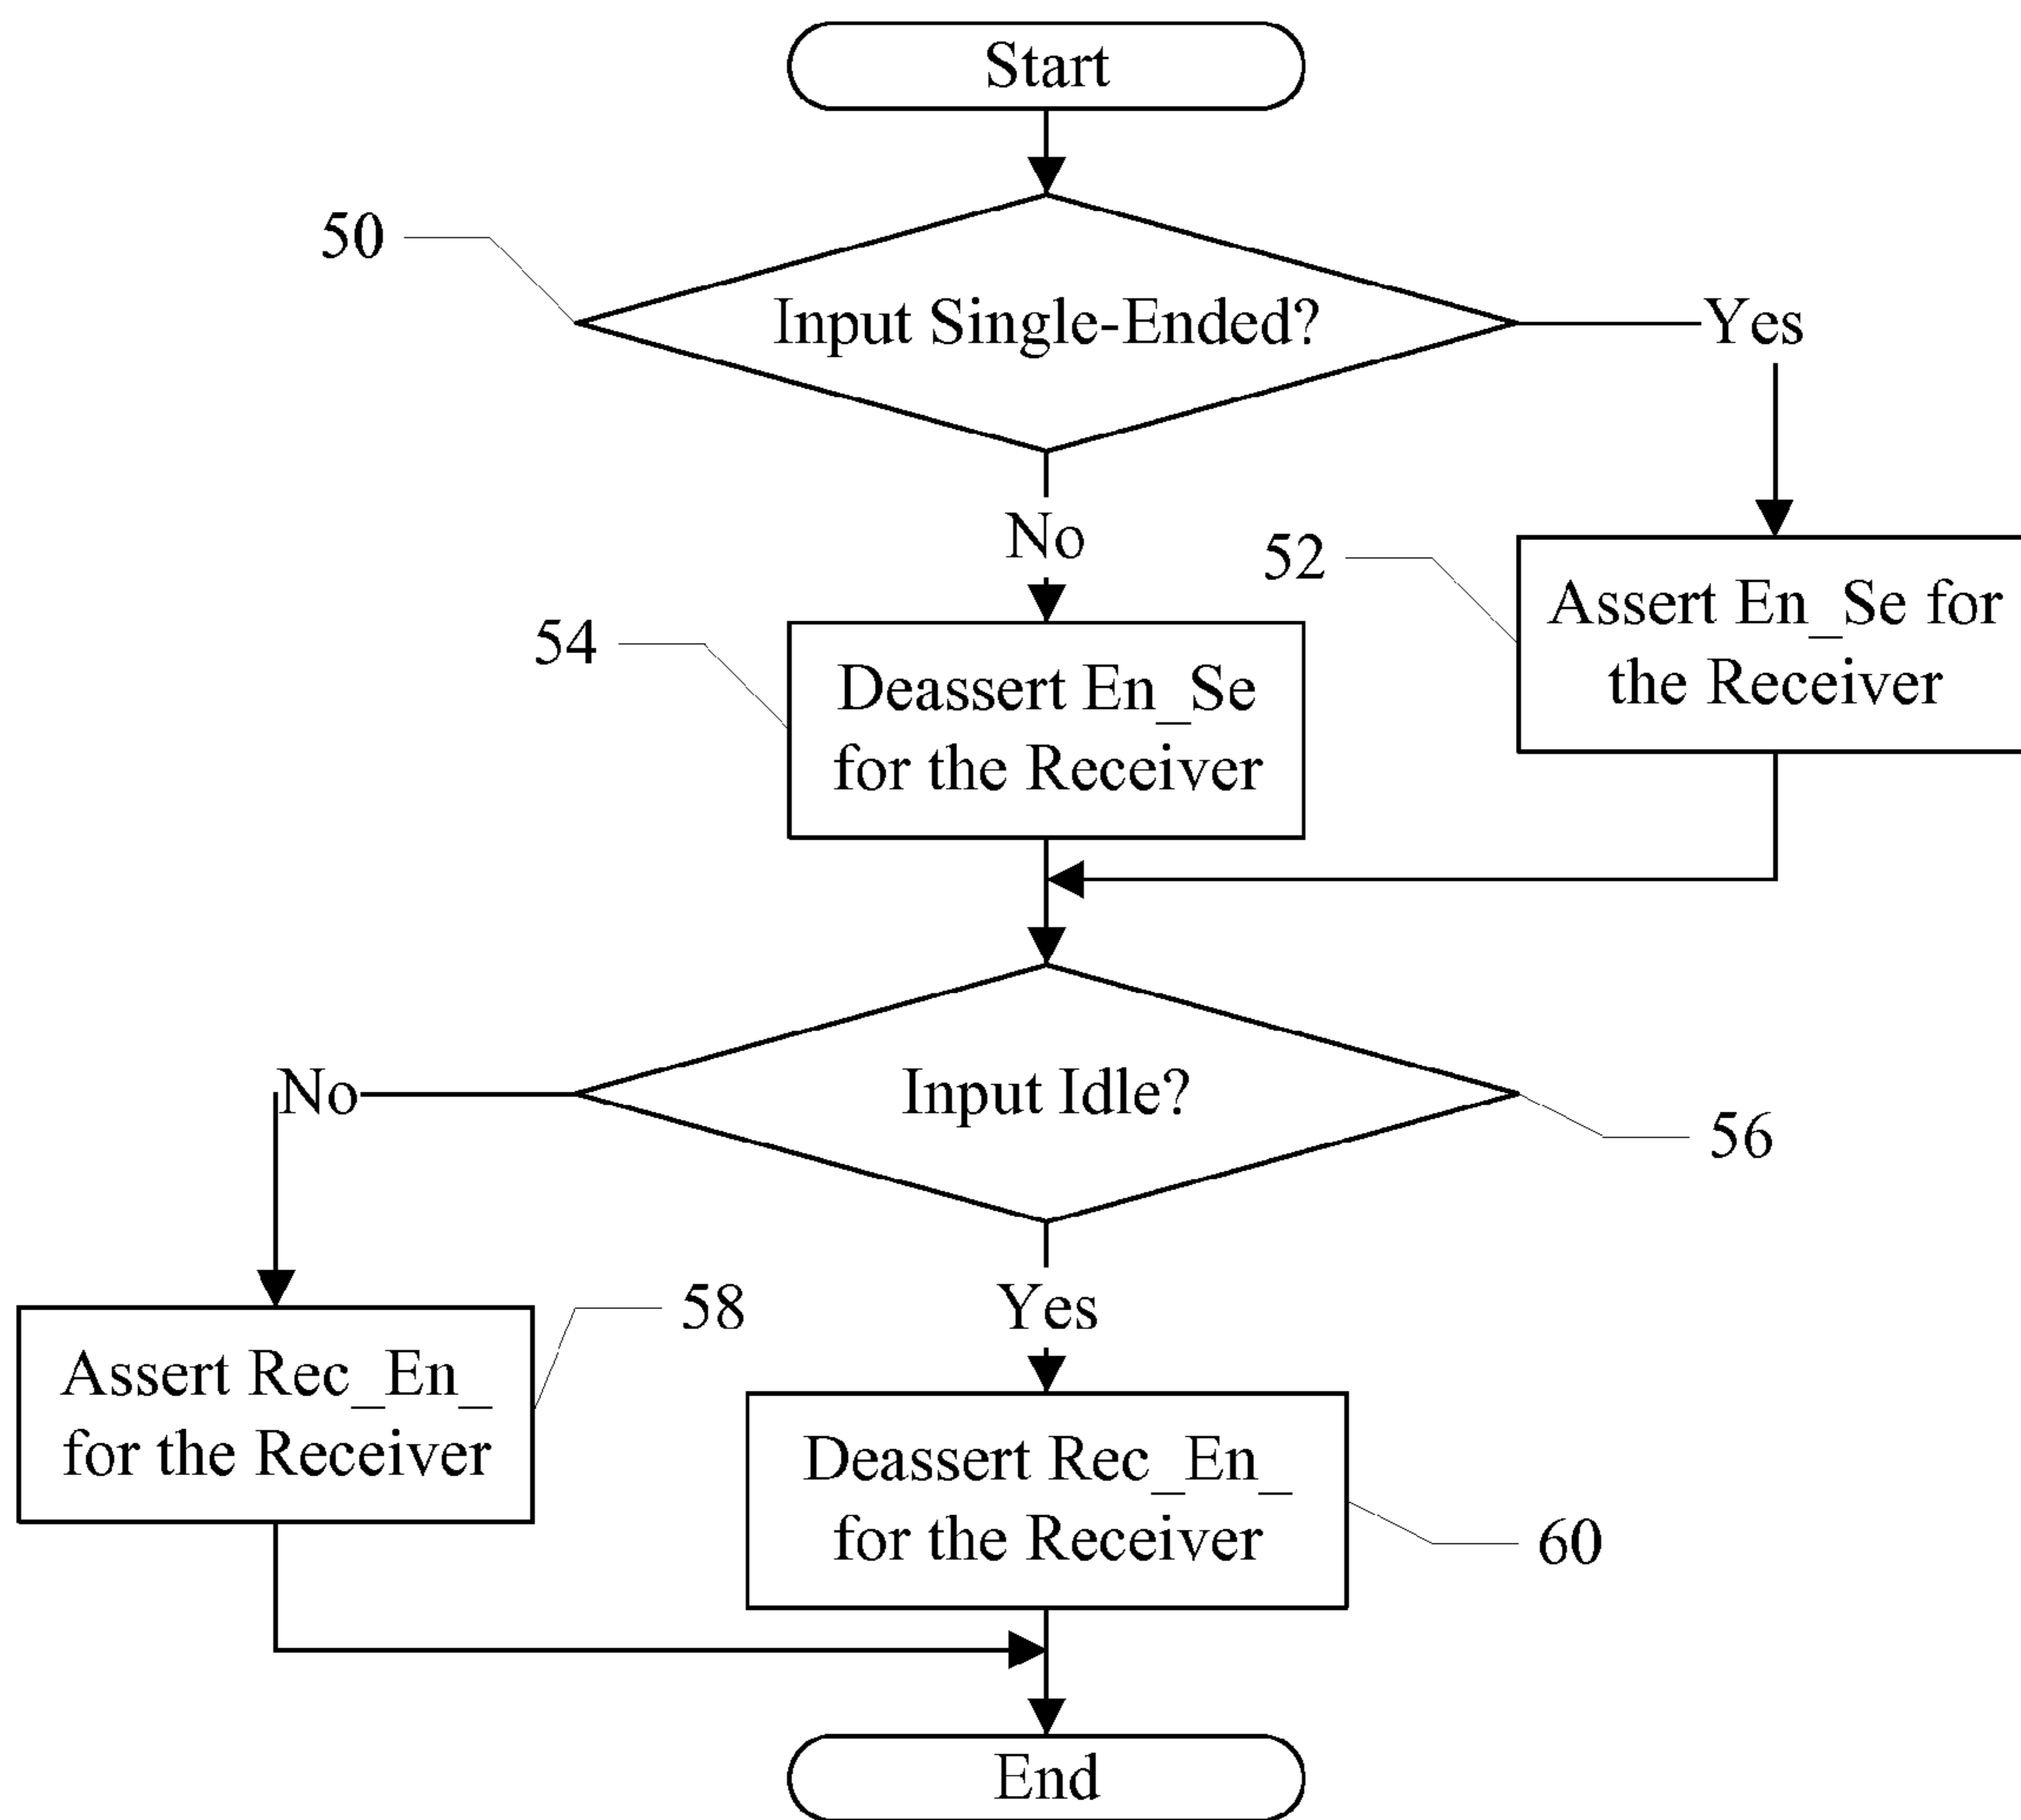 Start
50
Input Single-Ended?
Yes
No
52
Assert En_Se for
the Receiver
54
Deassert En_Se
for the Receiver
No
Input Idle?
56
58
Yes
Assert Rec_En_
for the Receiver
Deassert Rec_En_
for the Receiver
60
End